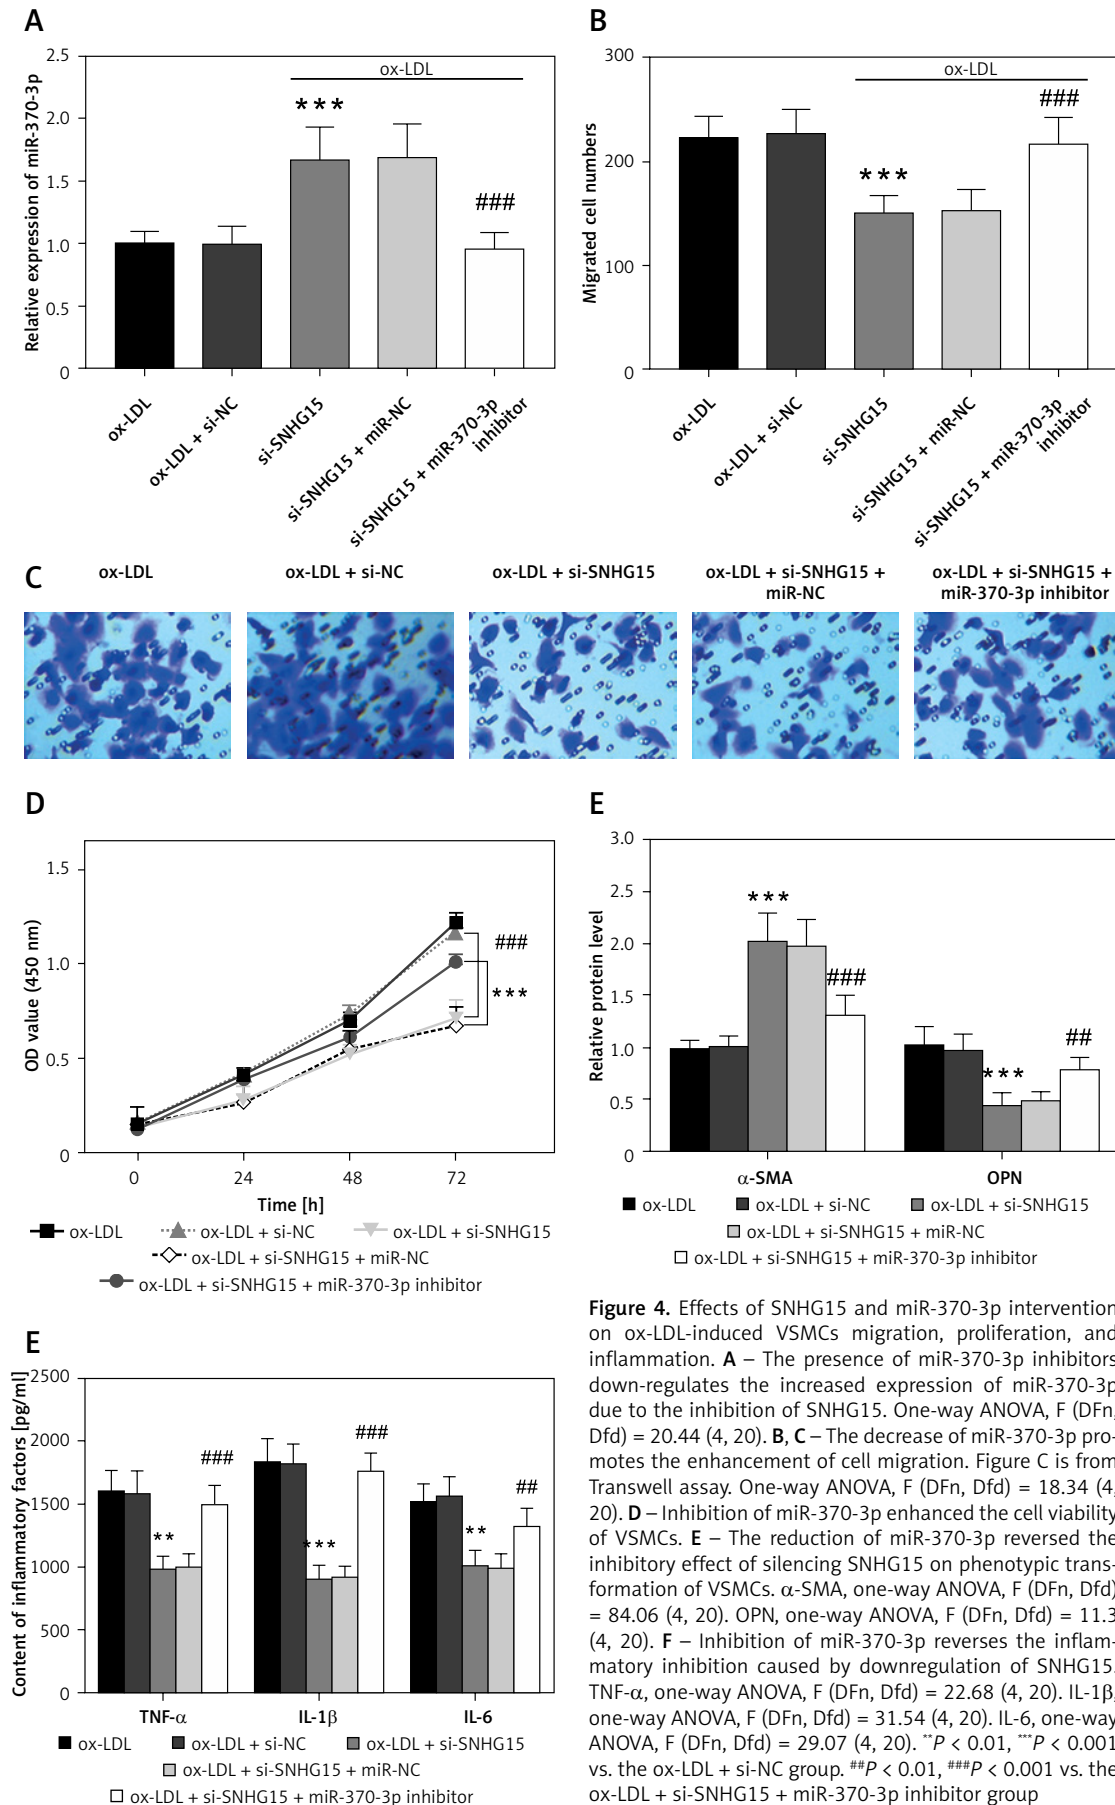 A
Relative expression of miR-370-3p
2.5
2.0
1.5
1.0
0.5
0
ox-LDL
***
###
ox-LDL
ox-LDL + si-NC
si-SNHG15
si-SNHG15 + miR-NC
si-SNHG15 + miR-370-3p
inhibitor
B
Migrated cell numbers
300
200
100
0
ox-LDL
***
###
ox-LDL
ox-LDL + si-NC
si-SNHG15
si-SNHG15 + miR-NC
si-SNHG15 + miR-370-3p
inhibitor
C
ox-LDL
ox-LDL + si-NC
ox-LDL + si-SNHG15
ox-LDL + si-SNHG15 +
miR-NC
ox-LDL + si-SNHG15 +
miR-370-3p inhibitor
D
OD value (450 nm)
1.5
1.0
0.5
0
###
***
0
24
48
72
Time [h]
ox-LDL
ox-LDL + si-NC
ox-LDL + si-SNHG15
ox-LDL + si-SNHG15 + miR-NC
ox-LDL + si-SNHG15 + miR-370-3p inhibitor
E
Relative protein level
3.0
2.5
2.0
1.5
1.0
0.5
0
***
###
***
##
α-SMA
OPN
ox-LDL
ox-LDL + si-NC
ox-LDL + si-SNHG15
ox-LDL + si-SNHG15 + miR-NC
ox-LDL + si-SNHG15 + miR-370-3p inhibitor
E
Content of inflammatory factors [pg/ml]
2500
2000
1500
1000
500
0
**
###
***
###
**
##
TNF-α
IL-1β
IL-6
ox-LDL
ox-LDL + si-NC
ox-LDL + si-SNHG15
ox-LDL + si-SNHG15 + miR-NC
ox-LDL + si-SNHG15 + miR-370-3p inhibitor
Figure 4. Effects of SNHG15 and miR-370-3p intervention
on ox-LDL-induced VSMCs migration, proliferation, and
inflammation. A – The presence of miR-370-3p inhibitors
down-regulates the increased expression of miR-370-3p
due to the inhibition of SNHG15. One-way ANOVA, F (DFn,
Dfd) = 20.44 (4, 20). B, C – The decrease of miR-370-3p pro-
motes the enhancement of cell migration. Figure C is from
Transwell assay. One-way ANOVA, F (DFn, Dfd) = 18.34 (4,
20). D – Inhibition of miR-370-3p enhanced the cell viability
of VSMCs. E – The reduction of miR-370-3p reversed the
inhibitory effect of silencing SNHG15 on phenotypic trans-
formation of VSMCs. α-SMA, one-way ANOVA, F (DFn, Dfd)
= 84.06 (4, 20). OPN, one-way ANOVA, F (DFn, Dfd) = 11.3
(4, 20). F – Inhibition of miR-370-3p reverses the inflam-
matory inhibition caused by downregulation of SNHG15.
TNF-α, one-way ANOVA, F (DFn, Dfd) = 22.68 (4, 20). IL-1β,
one-way ANOVA, F (DFn, Dfd) = 31.54 (4, 20). IL-6, one-way
ANOVA, F (DFn, Dfd) = 29.07 (4, 20). **P < 0.01, ***P < 0.001
vs. the ox-LDL + si-NC group. ##P < 0.01, ###P < 0.001 vs. the
ox-LDL + si-SNHG15 + miR-370-3p inhibitor group